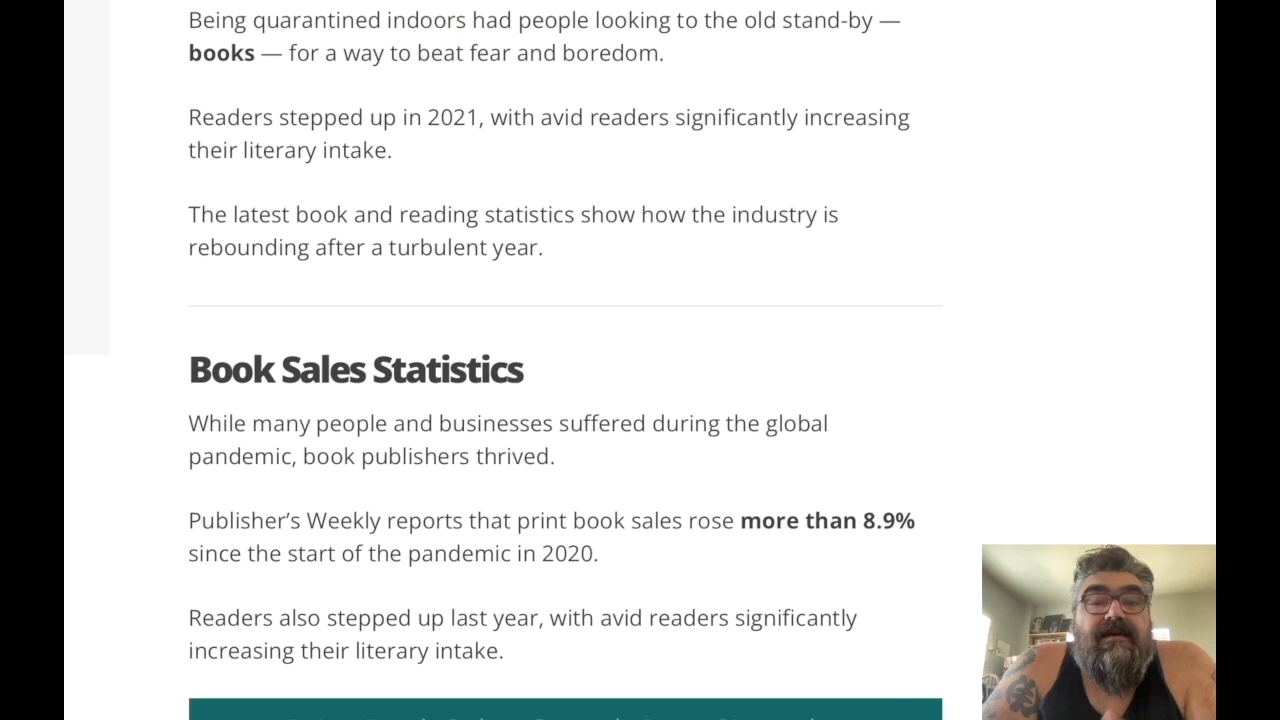 Being quarantined indoors had people looking to the old stand-by —
books — for a way to beat fear and boredom.
Readers stepped up in 2021, with avid readers significantly increasing
their literary intake.
The latest book and reading statistics show how the industry is
rebounding after a turbulent year.
Book Sales Statistics
While many people and businesses suffered during the global
pandemic, book publishers thrived.
Publisher’s Weekly reports that print book sales rose more than 8.9%
since the start of the pandemic in 2020.
Readers also stepped up last year, with avid readers significantly
increasing their literary intake.